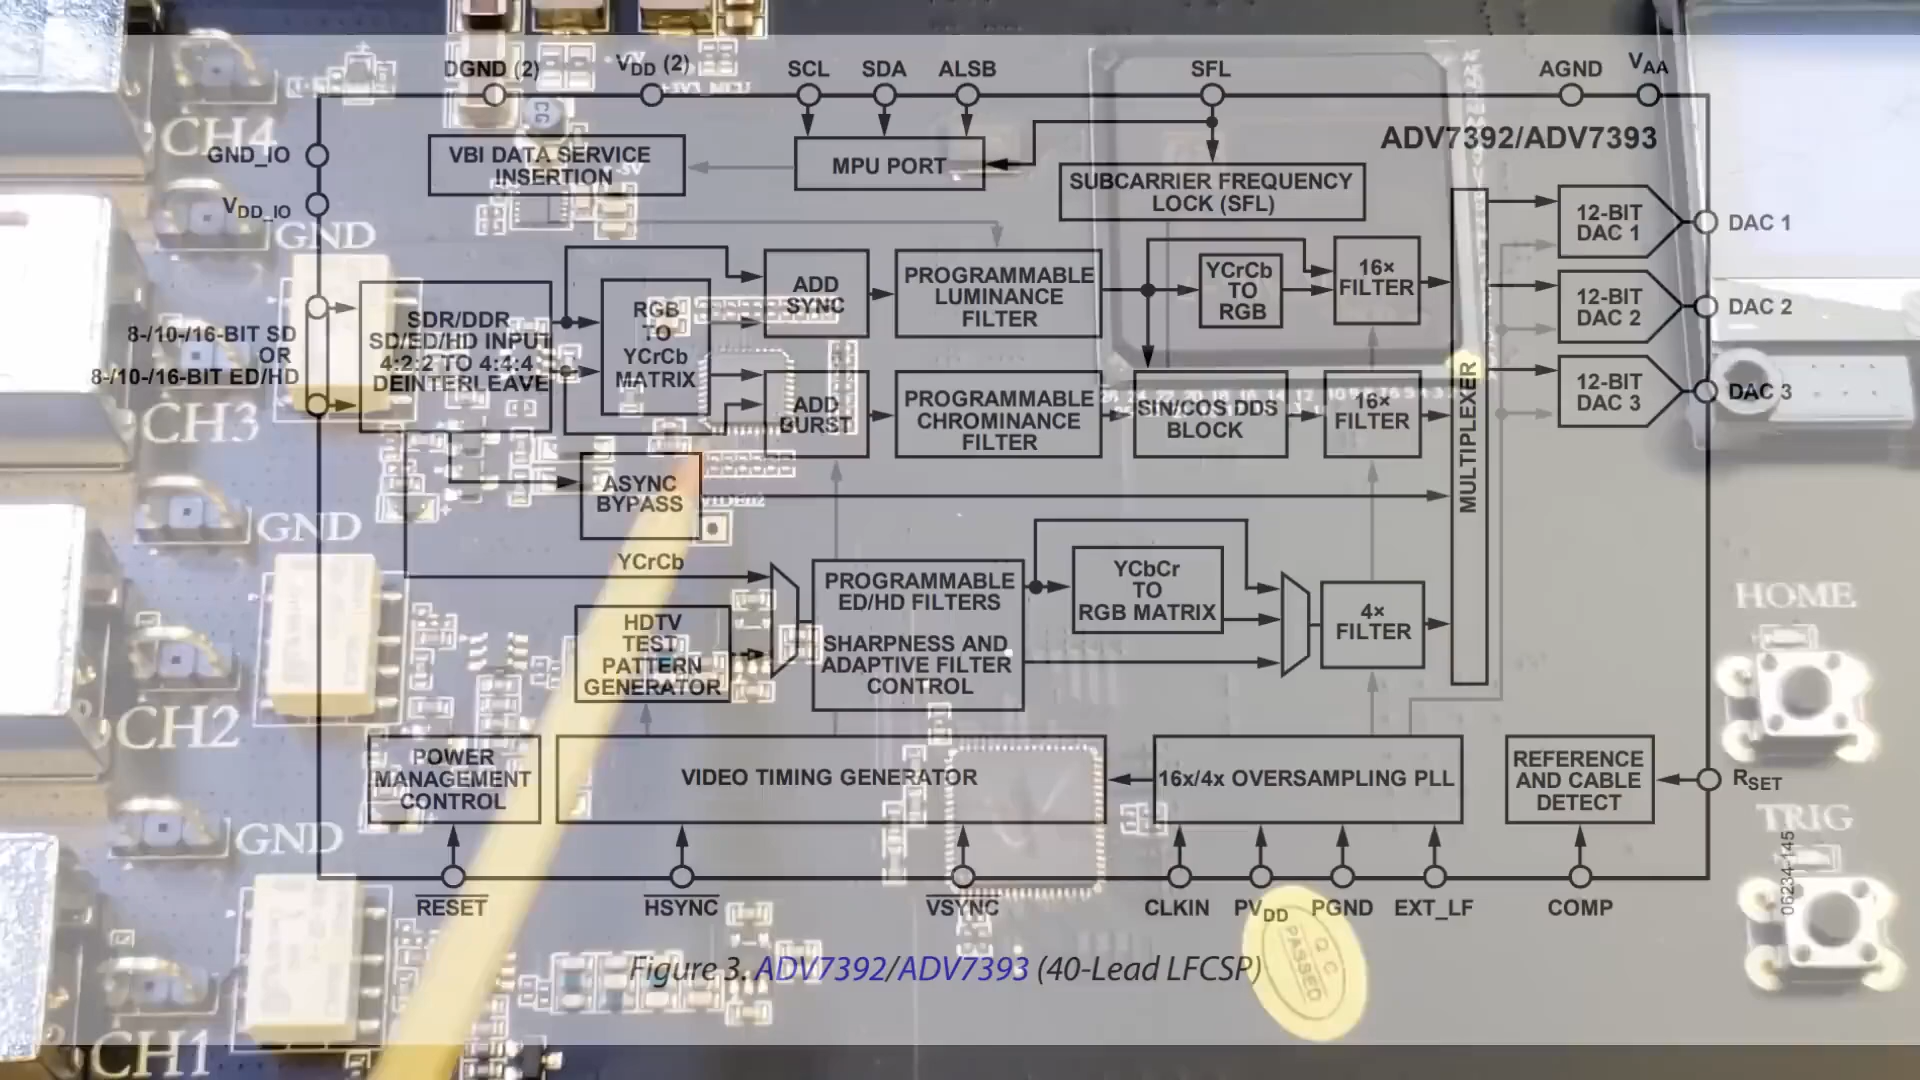 DGND (2)
VDD (2)
SCL
SDA
ALSB
SFL
AGND
VAA
CH4
GND_IO
VDD_IO
GND
ADV7392/ADV7393
VBI DATA SERVICE
INSERTION
MPU PORT
SUBCARRIER FREQUENCY
LOCK (SFL)
-5V
12-BIT
DAC 1
DAC 1
12-BIT
DAC 2
DAC 2
12-BIT
DAC 3
DAC 3
8-/10-/16-BIT SD
OR
8-/10-/16-BIT ED/HD
SDR/DDR
SD/ED/HD INPUT
4:2:2 TO 4:4:4
DEINTERLEAVE
RGB
TO
YCrCb
MATRIX
ADD
SYNC
PROGRAMMABLE
LUMINANCE
FILTER
YCrCb
TO
RGB
16×
FILTER
ADD
BURST
PROGRAMMABLE
CHROMINANCE
FILTER
SIN/COS DDS
BLOCK
16×
FILTER
MULTIPLEXER
CH3
GND
ASYNC
BYPASS
YCrCb
HDTV
TEST
PATTERN
GENERATOR
PROGRAMMABLE
ED/HD FILTERS
SHARPNESS AND
ADAPTIVE FILTER
CONTROL
YCbCr
TO
RGB MATRIX
4×
FILTER
HOME
CH2
GND
POWER
MANAGEMENT
CONTROL
VIDEO TIMING GENERATOR
16x/4x OVERSAMPLING PLL
REFERENCE
AND CABLE
DETECT
RSET
TRIG
06234-145
RESET
HSYNC
VSYNC
CLKIN
PVDD
PGND
EXT_LF
COMP
Q C
PASSED
Figure 3. ADV7392/ADV7393 (40-Lead LFCSP)
CH1